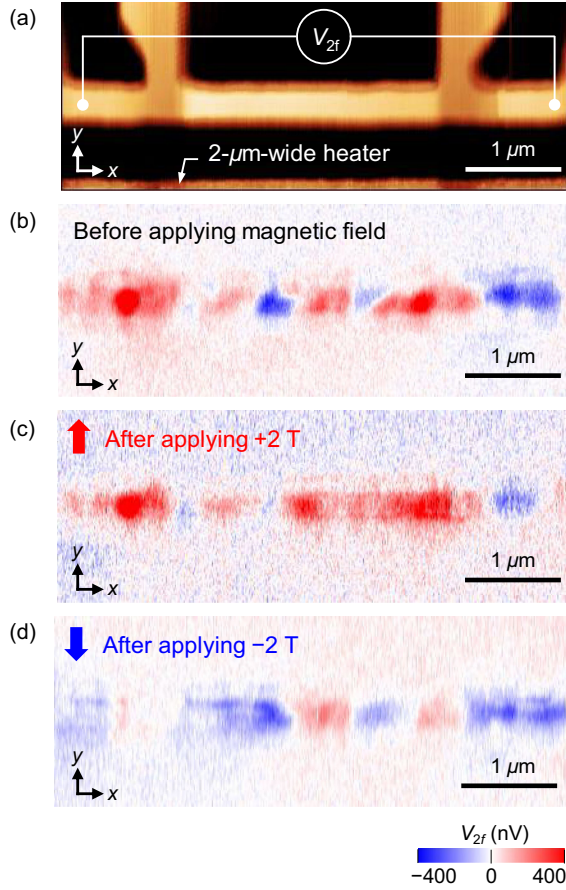 (a)
V2f
y
x
2-μm-wide heater
1 μm
(b)
Before applying magnetic field
y
x
1 μm
(c)
After applying +2 T
y
x
1 μm
(d)
After applying −2 T
y
x
1 μm
V2f (nV)
−400 0 400